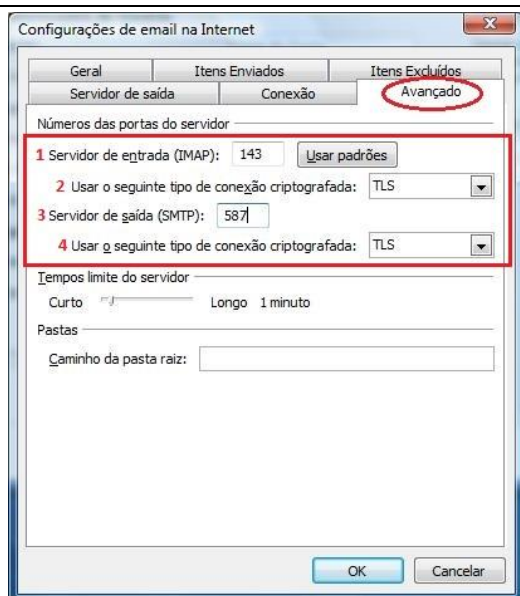 Configurações de email na Internet
Geral Itens Enviados Itens Excluídos
Servidor de saída Conexão Avançado
Números das portas do servidor
1 Servidor de entrada (IMAP): 143 Usar padrões
2 Usar o seguinte tipo de conexão criptografada: TLS
3 Servidor de saída (SMTP): 587
4 Usar o seguinte tipo de conexão criptografada: TLS
Tempos limite do servidor
Curto Longo 1 minuto
Pastas
Caminho da pasta raiz:
OK Cancelar